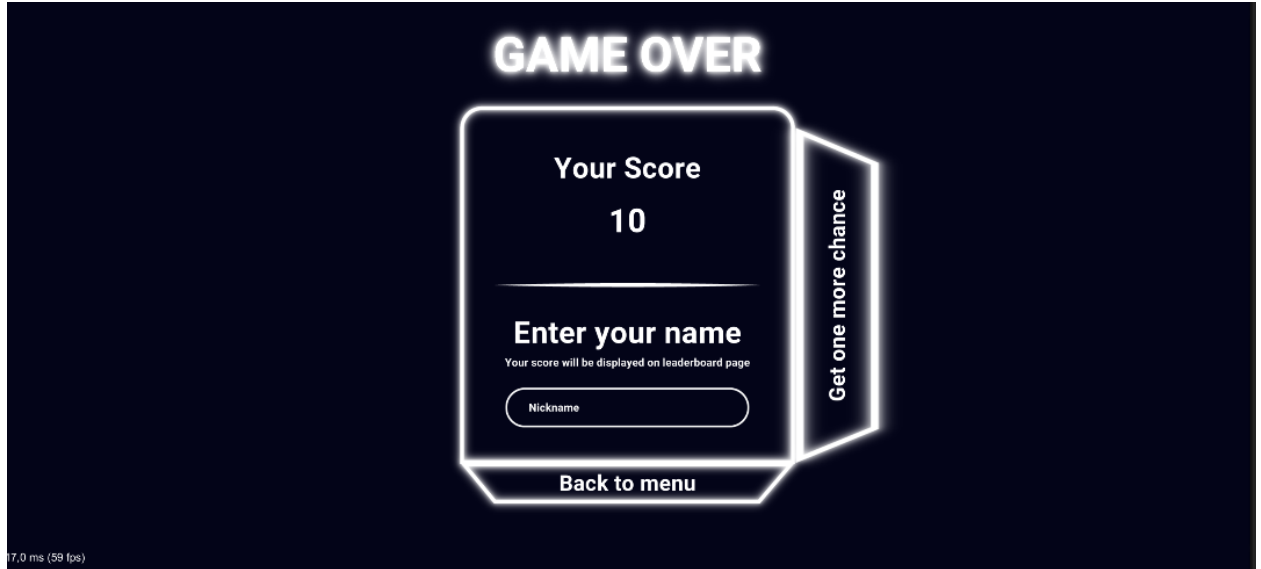 GAME OVER
Your Score
10
Enter your name
Your score will be displayed on leaderboard page
Nickname
Back to menu
Get one more chance
17,0 ms (59 fps)